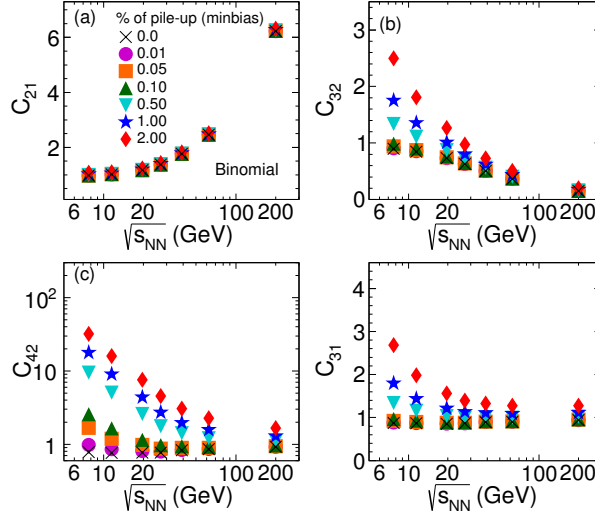 (a)
% of pile-up (minbias)
0.0
0.01
0.05
0.10
0.50
1.00
2.00
Binomial
C21
2
4
6
6 10 20 100 200
√sNN (GeV)
(b)
C32
0
1
2
3
4
6 10 20 100 200
√sNN (GeV)
(c)
C42
1
10
10²
6 10 20 100 200
√sNN (GeV)
C31
0
1
2
3
4
6 10 20 100 200
√sNN (GeV)